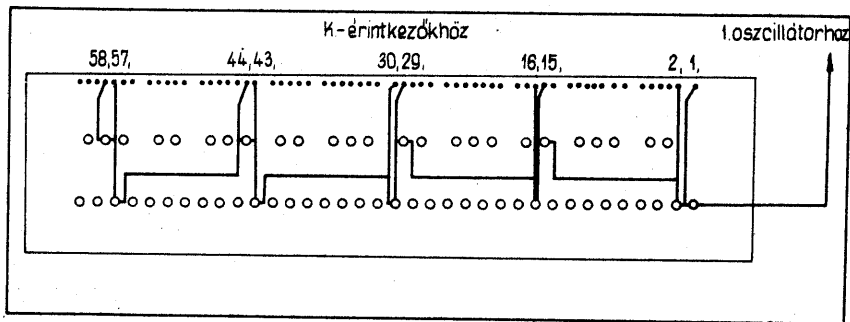 K-érintkezőkhöz
1.oszcillátorhoz
58,57,
44,43,
30,29,
16,15,
2, 1,